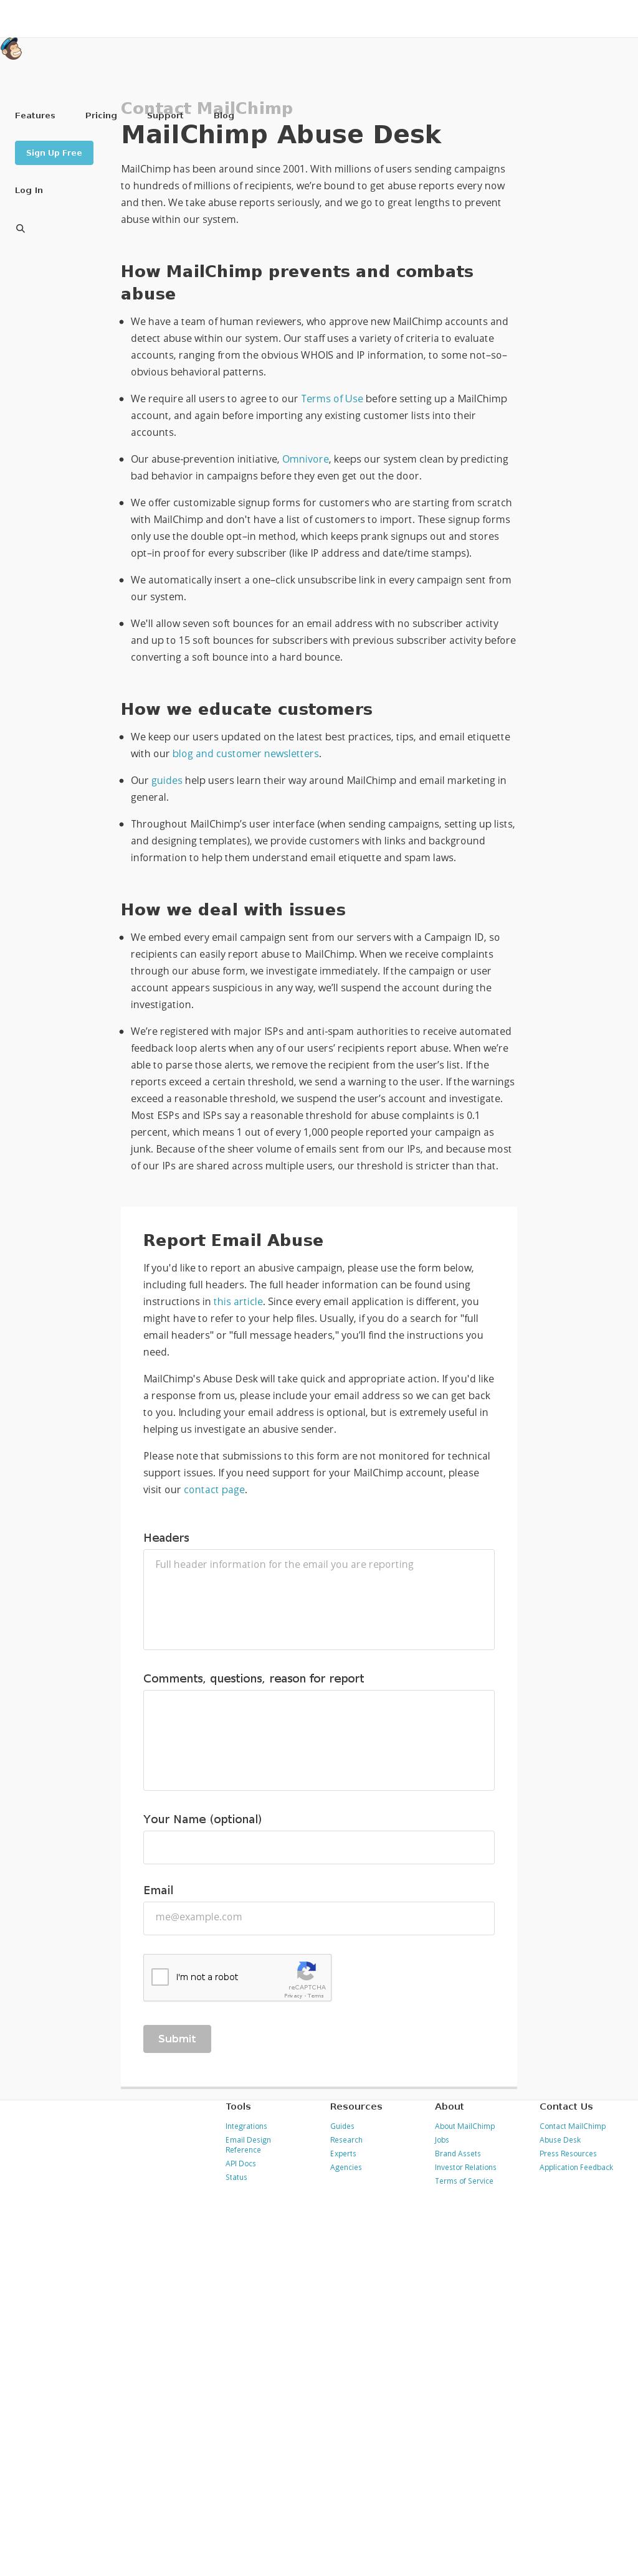 Contact MailChimp
Features Pricing Support Blog
MailChimp Abuse Desk
Sign Up Free
Log In
MailChimp has been around since 2001. With millions of users sending campaigns
to hundreds of millions of recipients, we’re bound to get abuse reports every now
and then. We take abuse reports seriously, and we go to great lengths to prevent
abuse within our system.
How MailChimp prevents and combats
abuse
We have a team of human reviewers, who approve new MailChimp accounts and
detect abuse within our system. Our staff uses a variety of criteria to evaluate
accounts, ranging from the obvious WHOIS and IP information, to some not–so–
obvious behavioral patterns.
We require all users to agree to our Terms of Use before setting up a MailChimp
account, and again before importing any existing customer lists into their
accounts.
Our abuse-prevention initiative, Omnivore, keeps our system clean by predicting
bad behavior in campaigns before they even get out the door.
We offer customizable signup forms for customers who are starting from scratch
with MailChimp and don't have a list of customers to import. These signup forms
only use the double opt–in method, which keeps prank signups out and stores
opt–in proof for every subscriber (like IP address and date/time stamps).
We automatically insert a one–click unsubscribe link in every campaign sent from
our system.
We'll allow seven soft bounces for an email address with no subscriber activity
and up to 15 soft bounces for subscribers with previous subscriber activity before
converting a soft bounce into a hard bounce.
How we educate customers
We keep our users updated on the latest best practices, tips, and email etiquette
with our blog and customer newsletters.
Our guides help users learn their way around MailChimp and email marketing in
general.
Throughout MailChimp’s user interface (when sending campaigns, setting up lists,
and designing templates), we provide customers with links and background
information to help them understand email etiquette and spam laws.
How we deal with issues
We embed every email campaign sent from our servers with a Campaign ID, so
recipients can easily report abuse to MailChimp. When we receive complaints
through our abuse form, we investigate immediately. If the campaign or user
account appears suspicious in any way, we’ll suspend the account during the
investigation.
We’re registered with major ISPs and anti-spam authorities to receive automated
feedback loop alerts when any of our users’ recipients report abuse. When we’re
able to parse those alerts, we remove the recipient from the user’s list. If the
reports exceed a certain threshold, we send a warning to the user. If the warnings
exceed a reasonable threshold, we suspend the user's account and investigate.
Most ESPs and ISPs say a reasonable threshold for abuse complaints is 0.1
percent, which means 1 out of every 1,000 people reported your campaign as
junk. Because of the sheer volume of emails sent from our IPs, and because most
of our IPs are shared across multiple users, our threshold is stricter than that.
Report Email Abuse
If you'd like to report an abusive campaign, please use the form below,
including full headers. The full header information can be found using
instructions in this article. Since every email application is different, you
might have to refer to your help files. Usually, if you do a search for "full
email headers" or "full message headers," you’ll find the instructions you
need.
MailChimp's Abuse Desk will take quick and appropriate action. If you'd like
a response from us, please include your email address so we can get back
to you. Including your email address is optional, but is extremely useful in
helping us investigate an abusive sender.
Please note that submissions to this form are not monitored for technical
support issues. If you need support for your MailChimp account, please
visit our contact page.
Headers
Full header information for the email you are reporting
Comments, questions, reason for report
Your Name (optional)
Email
me@example.com
I'm not a robot
reCAPTCHA
Privacy - Terms
Submit
Tools Resources About Contact Us
Integrations Guides About MailChimp Contact MailChimp
Email Design Research Jobs Abuse Desk
Reference Experts Brand Assets Press Resources
API Docs Agencies Investor Relations Application Feedback
Status Terms of Service